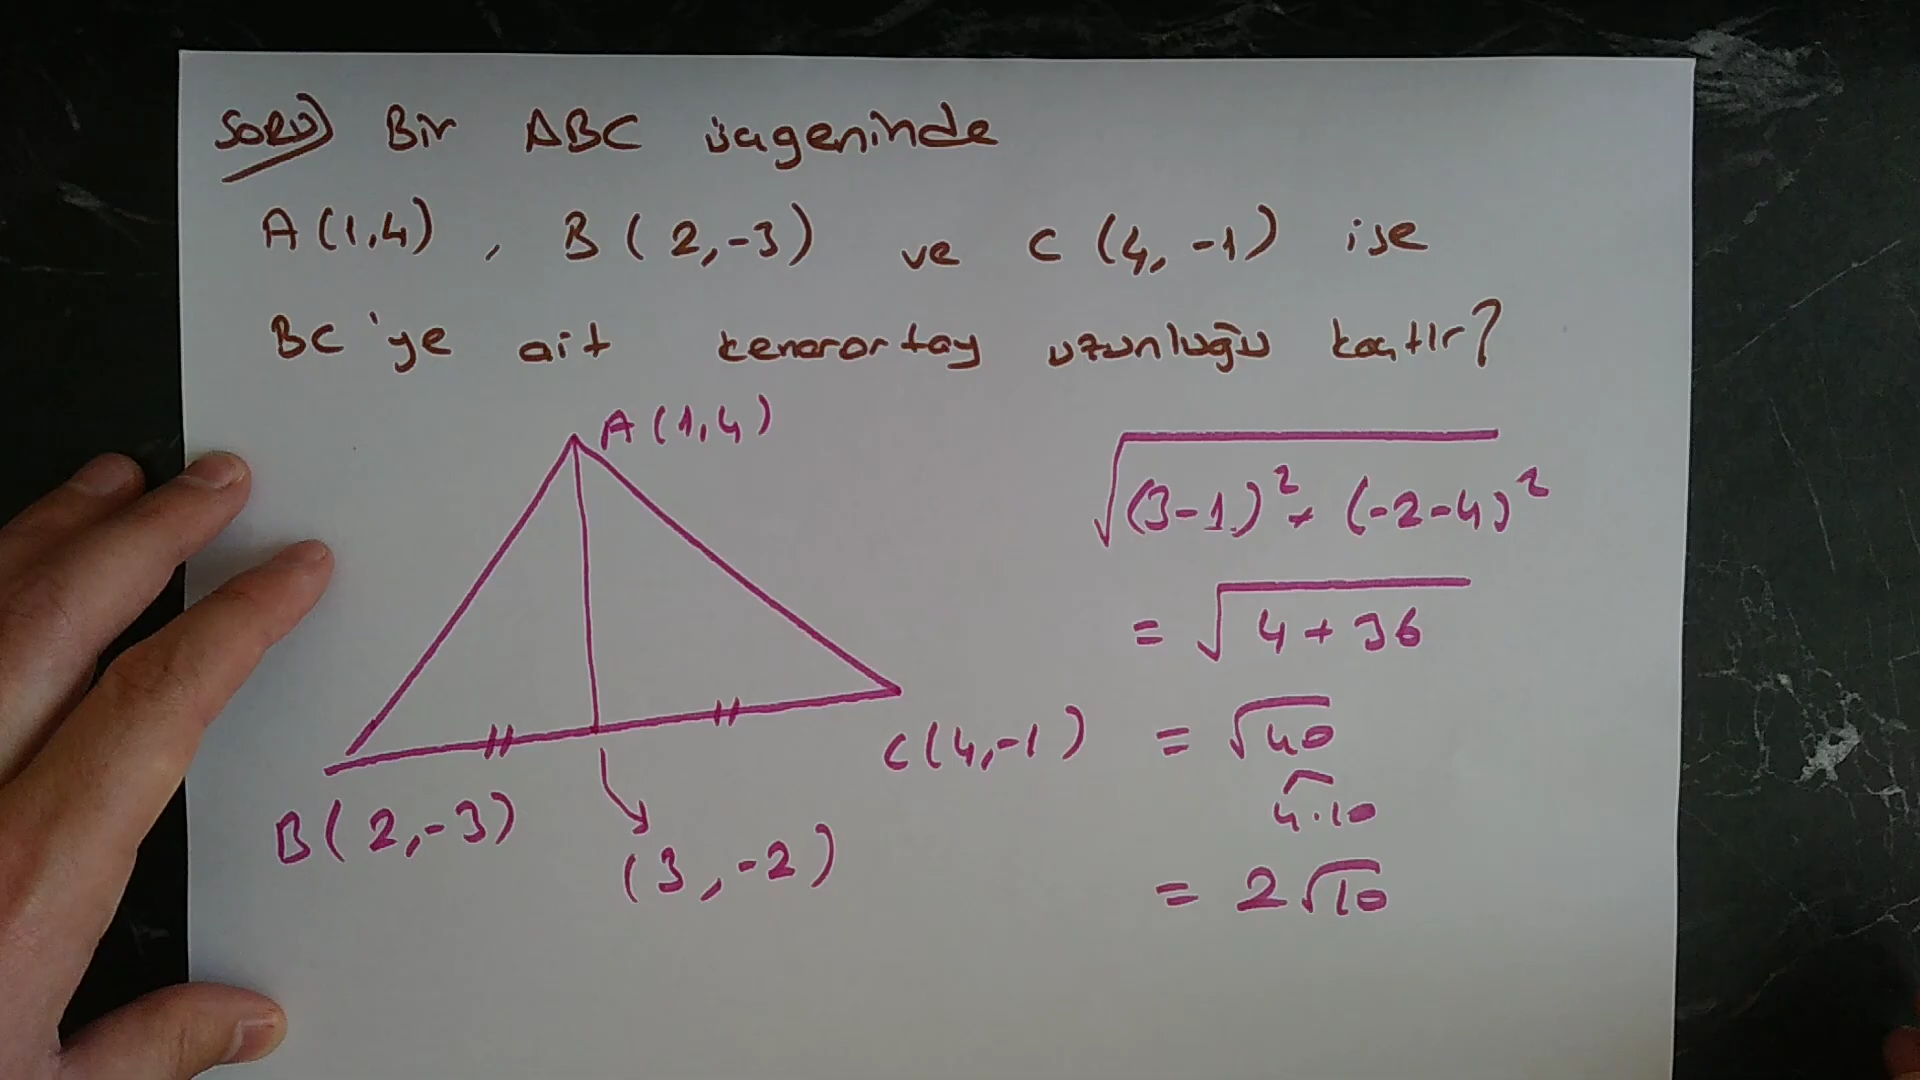 Soru) Bir ABC üçgeninde
A(1,4), B(2,-3) ve C(4,-1) ise
BC'ye ait kenarortay uzunluğu kaçtır?
A(1,4)
B(2,-3)
(3,-2)
C(4,-1)
√(3-1)² + (-2-4)²
= √4+36
= √40
4.10
= 2√10